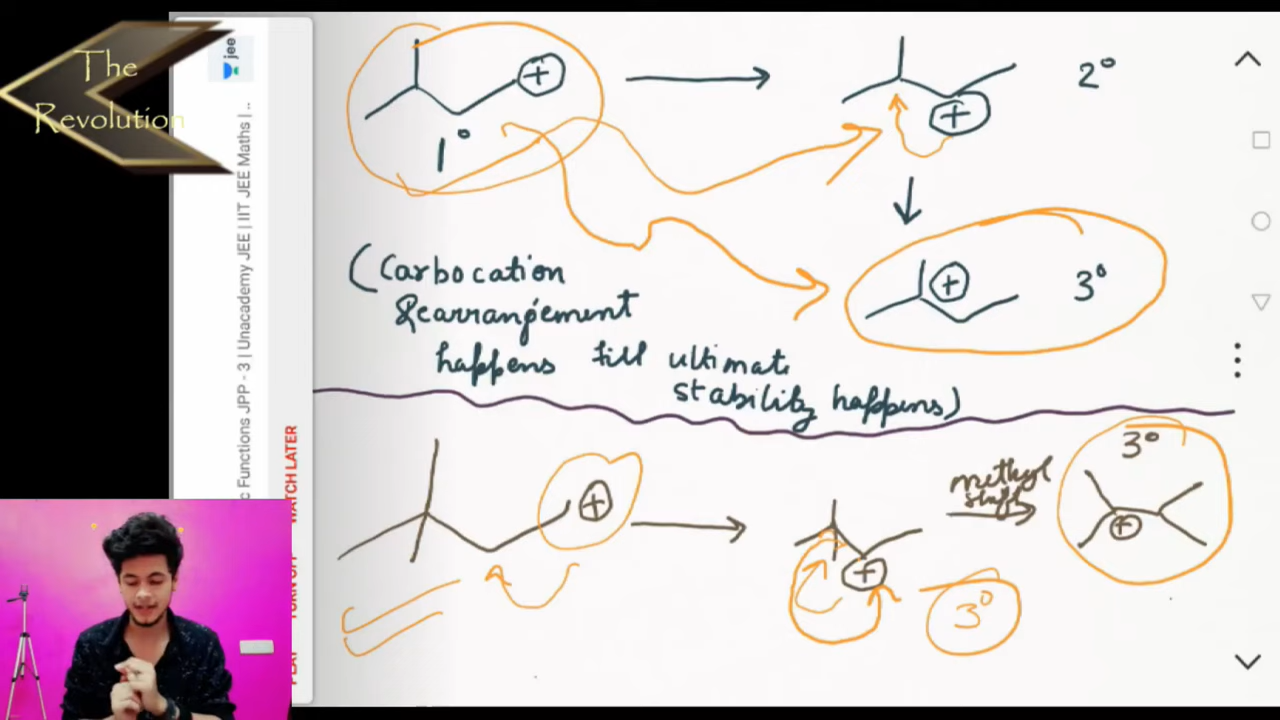 The
Revolution
jee
c Functions JPP - 3 | Unacademy JEE | IIT JEE Maths | ..
WATCH LATER
+
1°
+
2°
+
3°
(Carbocation
Rearrangement
happens till ultimate
stability happens)
+
+
3°
methyl
shift
3°
+